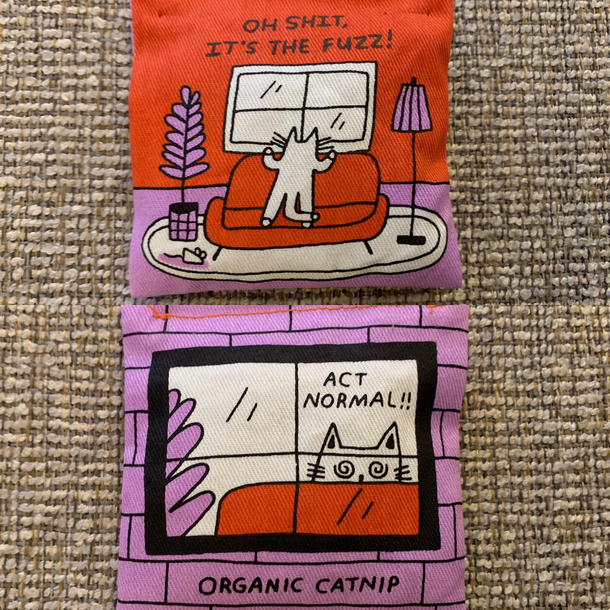 OH SHIT,
IT'S THE FUZZ!
ACT
NORMAL!!
ORGANIC CATNIP